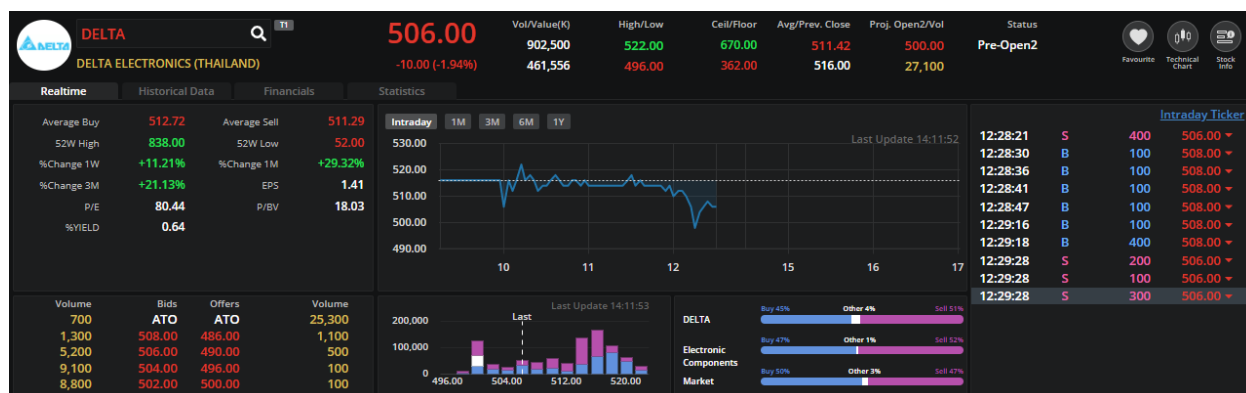 DELTA T1
DELTA ELECTRONICS (THAILAND)
506.00
-10.00 (-1.94%)
Vol/Value(K) High/Low Ceil/Floor Avg/Prev. Close Proj. Open2/Vol Status
902,500 522.00 670.00 511.42 500.00 Pre-Open2
461,556 496.00 362.00 516.00 27,100
Favourite Technical Chart Stock Info
DELTA
Realtime Historical Data Financials Statistics
Average Buy 512.72 Average Sell 511.29
52W High 838.00 52W Low 52.00
%Change 1W +11.21% %Change 1M +29.32%
%Change 3M +21.13% EPS 1.41
P/E 80.44 P/BV 18.03
%YIELD 0.64
Intraday 1M 3M 6M 1Y
Last Update 14:11:52
530.00
520.00
510.00
500.00
490.00
10 11 12 15 16 17
Intraday Ticker
12:28:21 S 400 506.00
12:28:30 B 100 508.00
12:28:36 B 100 508.00
12:28:41 B 100 508.00
12:28:47 B 100 508.00
12:29:16 B 100 508.00
12:29:18 B 400 508.00
12:29:28 S 200 506.00
12:29:28 S 100 506.00
12:29:28 S 300 506.00
Volume Bids Offers Volume
700 ATO ATO 25,300
1,300 508.00 486.00 1,100
5,200 506.00 490.00 500
9,100 504.00 496.00 100
8,800 502.00 500.00 100
Last Update 14:11:53
Last
200,000
100,000
0
496.00 504.00 512.00 520.00
Buy 45% Other 4% Sell 51%
DELTA
Buy 47% Other 1% Sell 52%
Electronic
Components
Buy 50% Other 3% Sell 47%
Market